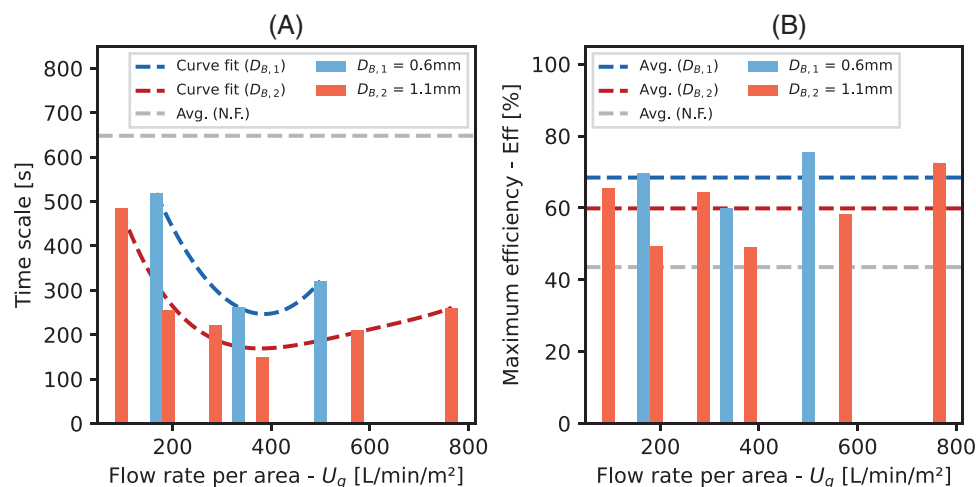 (A)
Time scale [s]
800
700
600
500
400
300
200
100
0
Curve fit (D_{B,1})
Curve fit (D_{B,2})
Avg. (N.F.)
D_{B,1} = 0.6mm
D_{B,2} = 1.1mm
200 400 600 800
Flow rate per area - U_g [L/min/m²]
(B)
Maximum efficiency - Eff [%]
100
80
60
40
20
0
Avg. (D_{B,1})
Avg. (D_{B,2})
Avg. (N.F.)
D_{B,1} = 0.6mm
D_{B,2} = 1.1mm
200 400 600 800
Flow rate per area - U_g [L/min/m²]